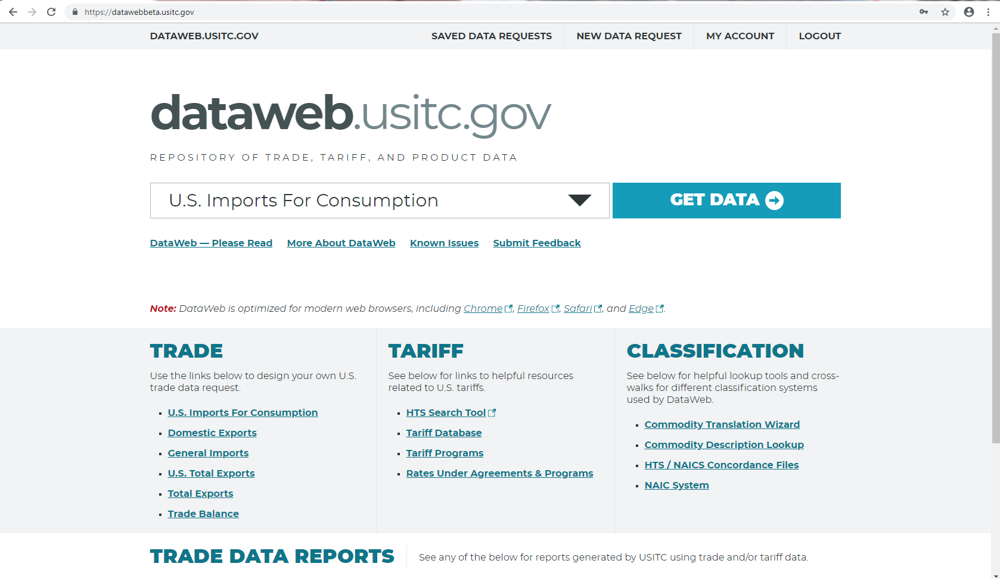 https://datawebbeta.usitc.gov
DATAWEB.USITC.GOV SAVED DATA REQUESTS NEW DATA REQUEST MY ACCOUNT LOGOUT
dataweb.usitc.gov
REPOSITORY OF TRADE, TARIFF, AND PRODUCT DATA
U.S. Imports For Consumption GET DATA
DataWeb — Please Read More About DataWeb Known Issues Submit Feedback
Note: DataWeb is optimized for modern web browsers, including Chrome, Firefox, Safari, and Edge.
TRADE
Use the links below to design your own U.S.
trade data request.
U.S. Imports For Consumption
Domestic Exports
General Imports
U.S. Total Exports
Total Exports
Trade Balance
TARIFF
See below for links to helpful resources
related to U.S. tariffs.
HTS Search Tool
Tariff Database
Tariff Programs
Rates Under Agreements & Programs
CLASSIFICATION
See below for helpful lookup tools and cross-
walks for different classification systems
used by DataWeb.
Commodity Translation Wizard
Commodity Description Lookup
HTS / NAICS Concordance Files
NAIC System
TRADE DATA REPORTS
See any of the below for reports generated by USITC using trade and/or tariff data.